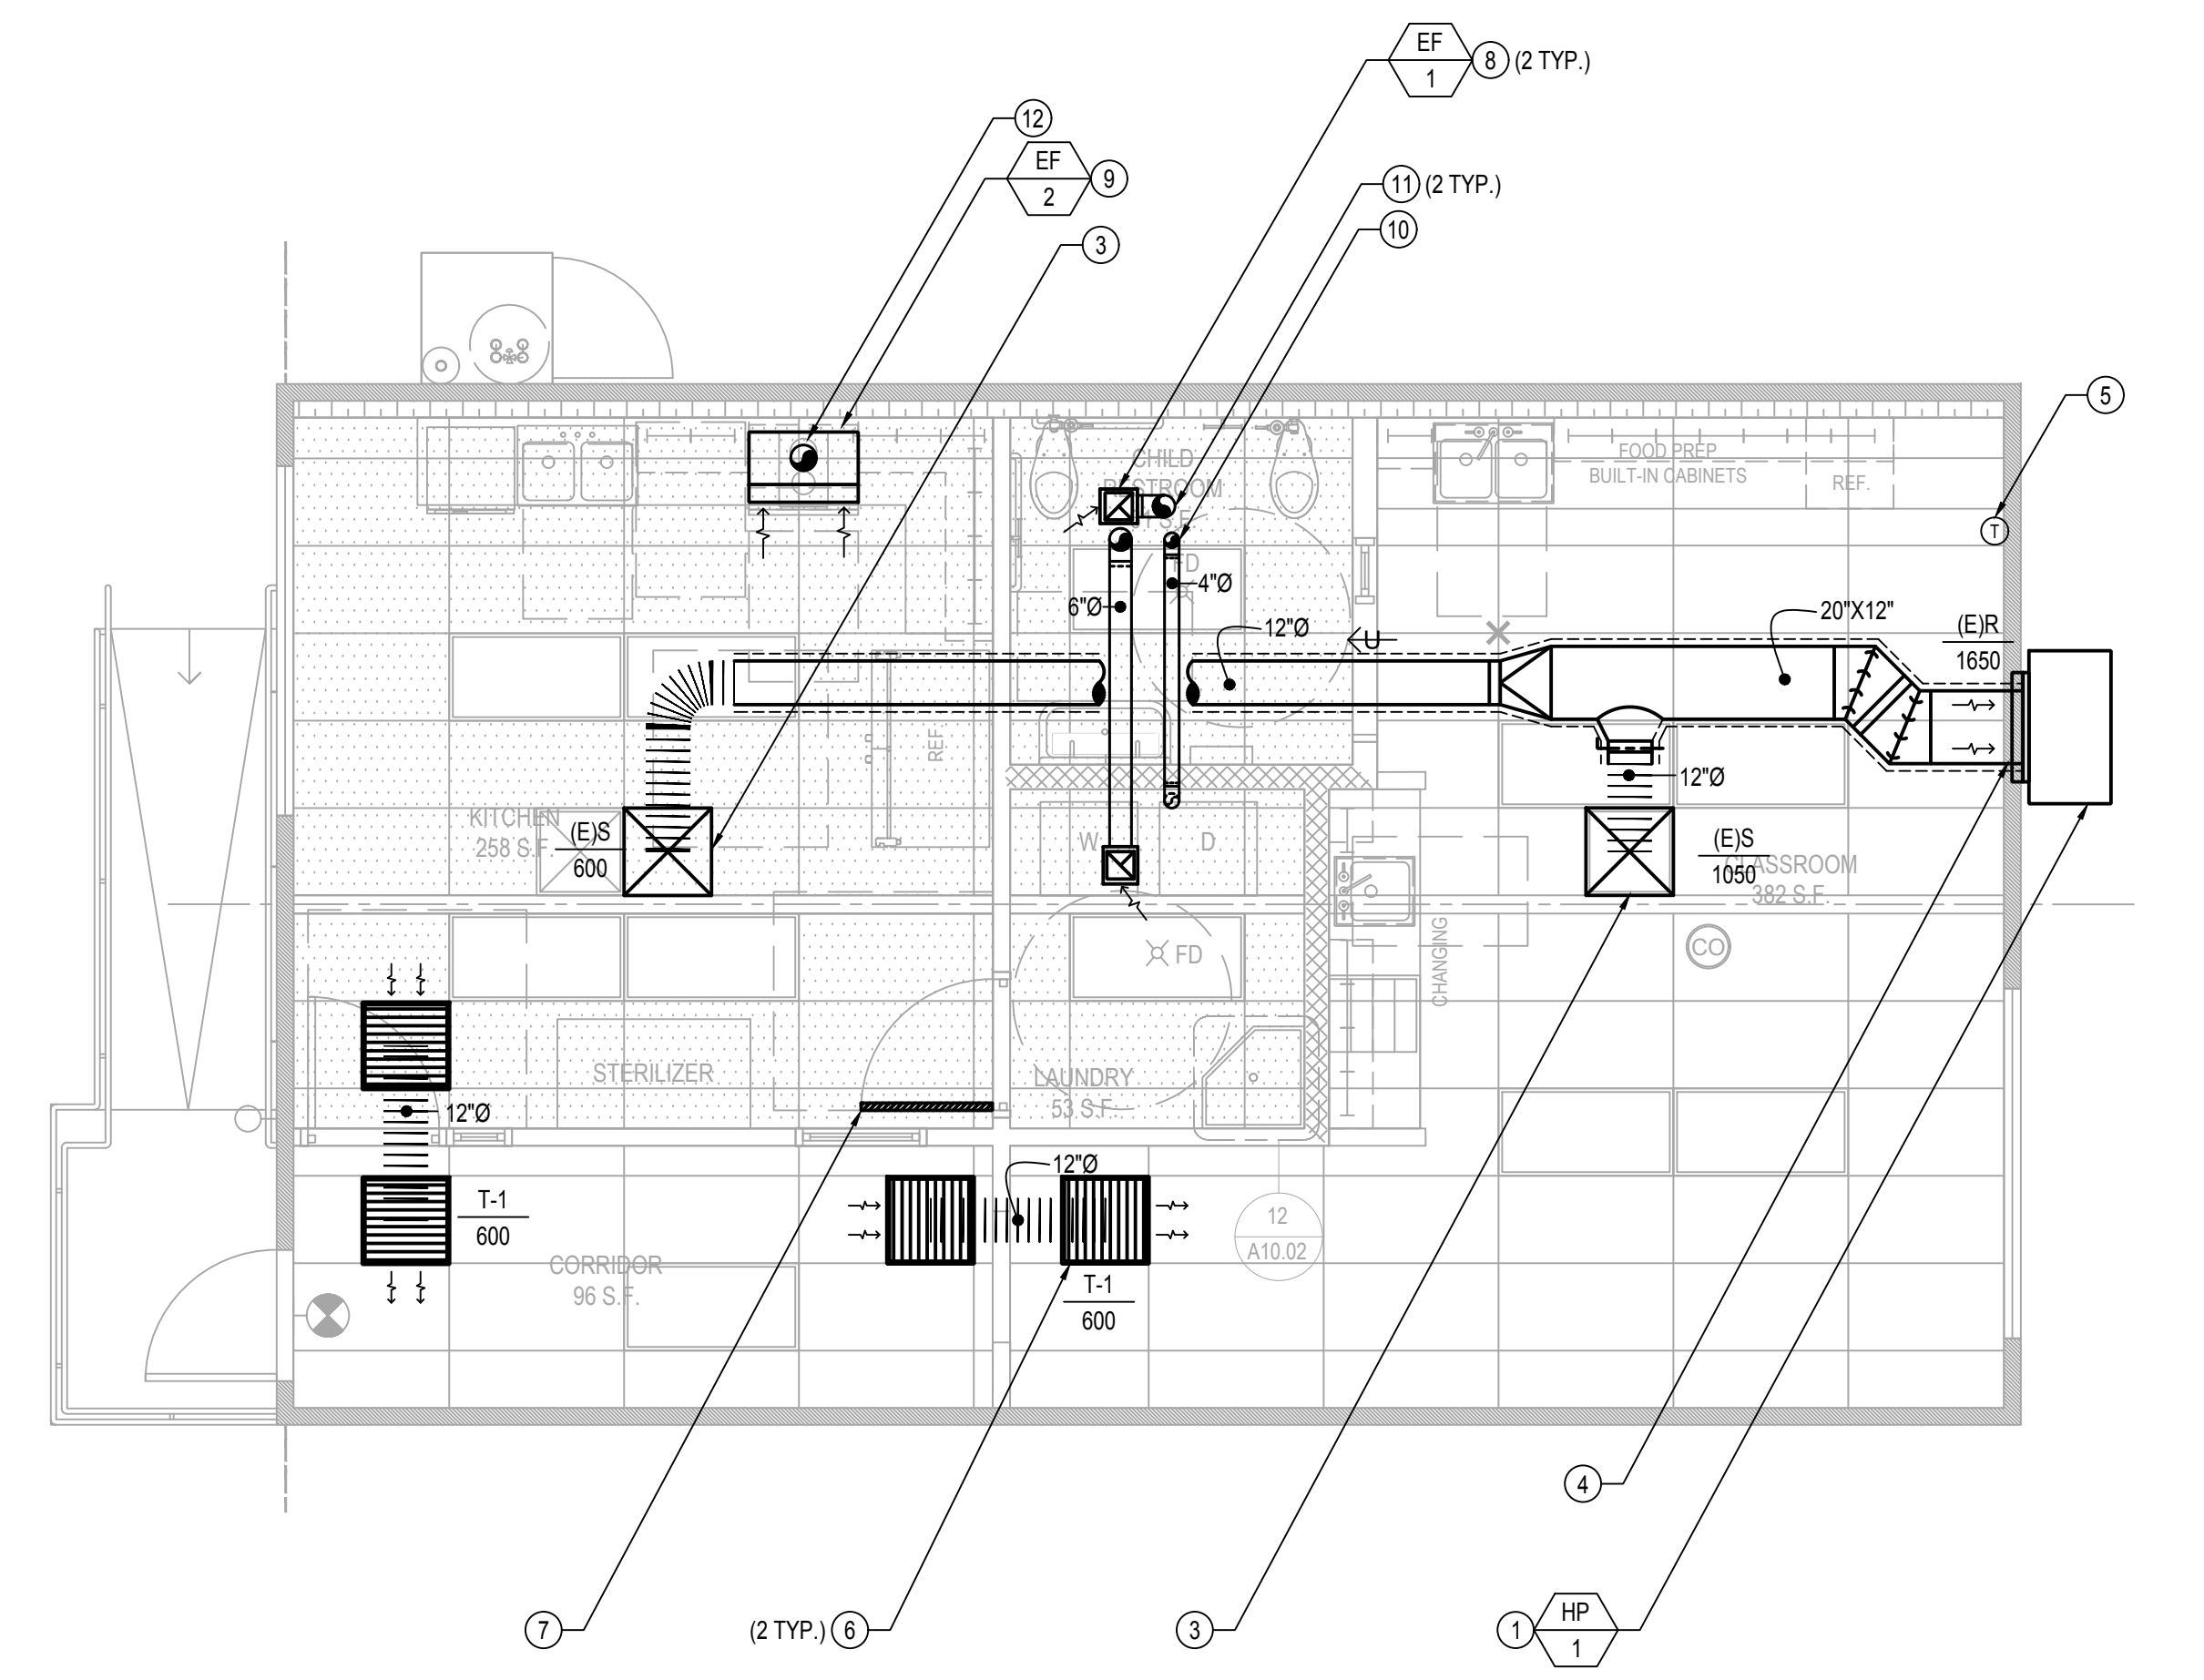 EF
1
8 (2 TYP.)
12
EF
2
9
11 (2 TYP.)
10
3
5
CHILD
RESTROOM
S.F.
FD
FOOD PREP
BUILT-IN CABINETS
REF.
T
6"Ø
4"Ø
12"Ø
U
20"X12"
(E)R
1650
REF
12"Ø
KITCHEN
258 S.F.
(E)S
600
W
D
(E)S
1050
CLASSROOM
382 S.F.
CHANGING
CO
FD
STERILIZER
LAUNDRY
53 S.F.
12"Ø
12"Ø
T-1
600
12
A10.02
CORRIDOR
96 S.F.
T-1
600
4
7
(2 TYP.) 6
3
1
HP
1